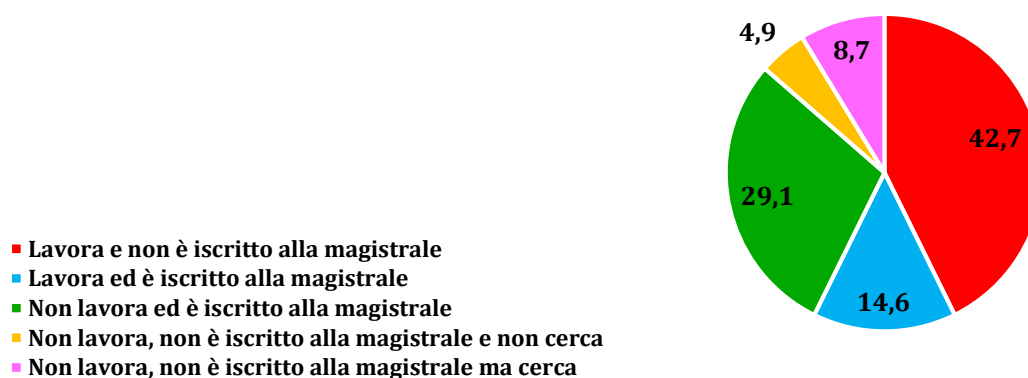 4,9
8,7
42,7
29,1
14,6
Lavora e non è iscritto alla magistrale
Lavora ed è iscritto alla magistrale
Non lavora ed è iscritto alla magistrale
Non lavora, non è iscritto alla magistrale e non cerca
Non lavora, non è iscritto alla magistrale ma cerca